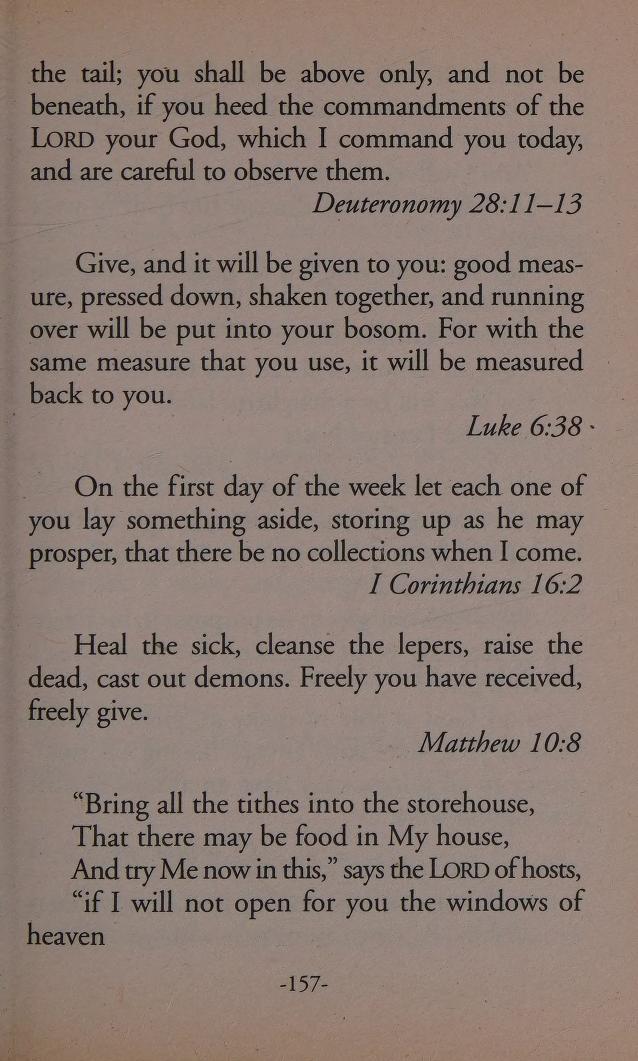 the tail; you shall be above only, and not be
beneath, if you heed the commandments of the
LORD your God, which I command you today,
and are careful to observe them.
Deuteronomy 28:11–13
Give, and it will be given to you: good meas-
ure, pressed down, shaken together, and running
over will be put into your bosom. For with the
same measure that you use, it will be measured
back to you.
Luke 6:38
On the first day of the week let each one of
you lay something aside, storing up as he may
prosper, that there be no collections when I come.
I Corinthians 16:2
Heal the sick, cleanse the lepers, raise the
dead, cast out demons. Freely you have received,
freely give.
Matthew 10:8
“Bring all the tithes into the storehouse,
That there may be food in My house,
And try Me now in this,” says the LORD of hosts,
“if I will not open for you the windows of
heaven
-157-